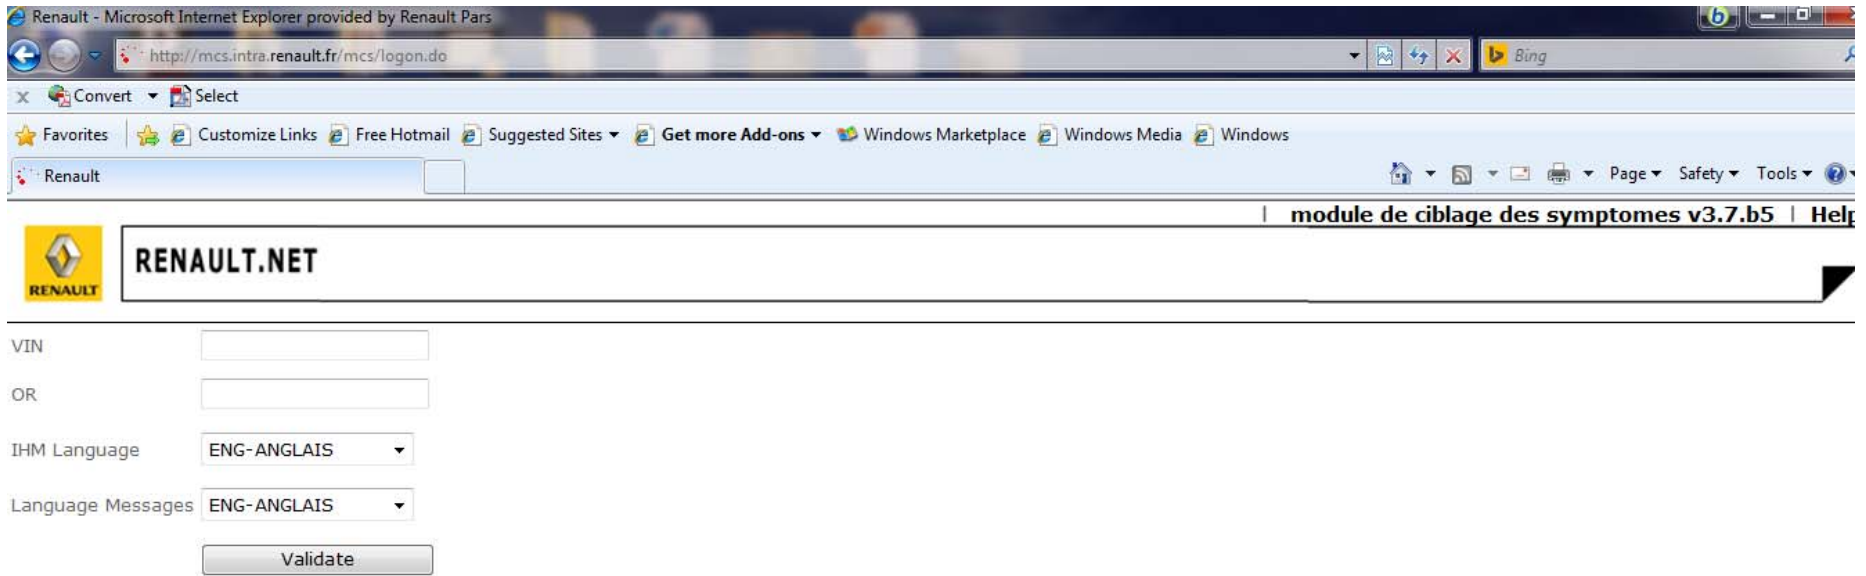 Renault - Microsoft Internet Explorer provided by Renault Pars
http://mcs.intra.renault.fr/mcs/logon.do
Bing
x Convert Select
Favorites Customize Links Free Hotmail Suggested Sites Get more Add-ons Windows Marketplace Windows Media Windows
Renault Page Safety Tools
| module de ciblage des symptomes v3.7.b5 | Help
RENAULT RENAULT.NET
VIN
OR
IHM Language ENG-ANGLAIS
Language Messages ENG-ANGLAIS
Validate